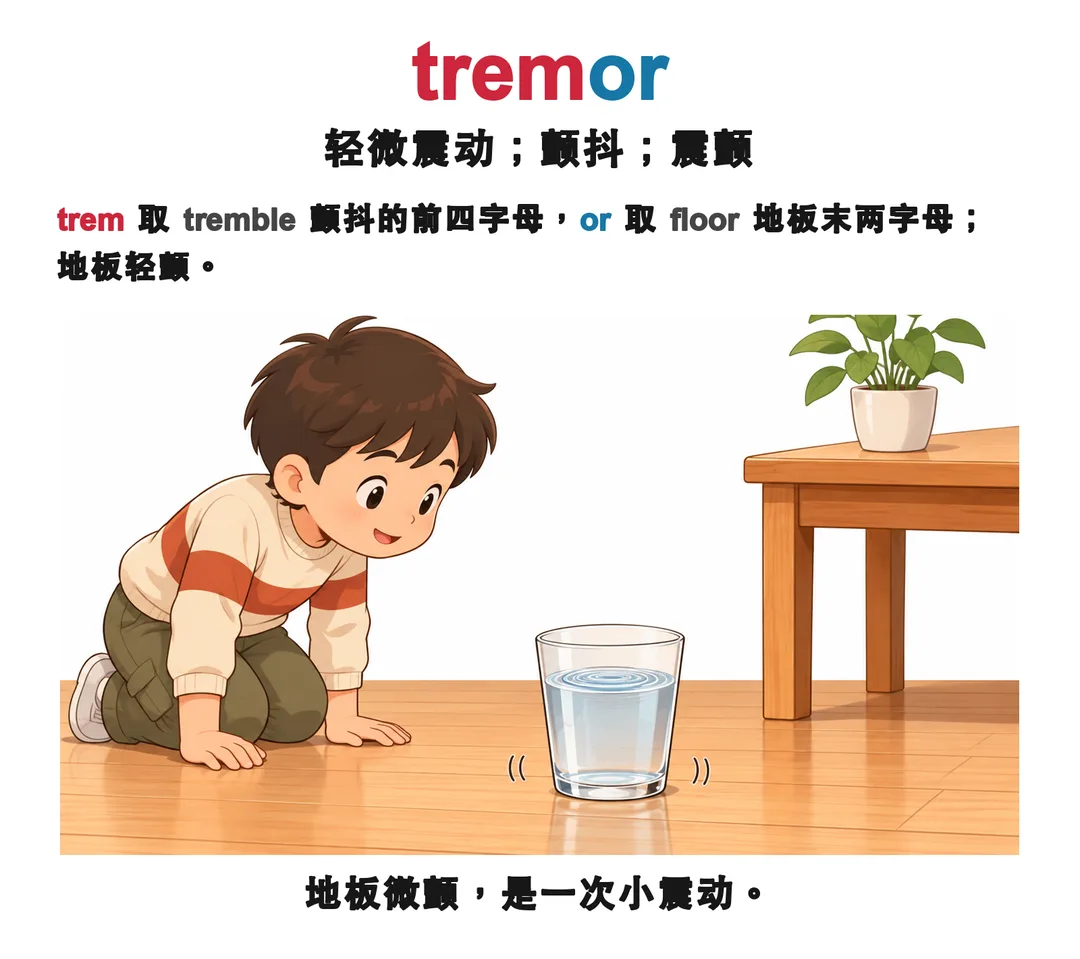 tremor
轻微震动；颤抖；震颤
trem 取 tremble 颤抖的前四字母，or 取 floor 地板末两字母；
地板轻颤。
地板微颤，是一次小震动。